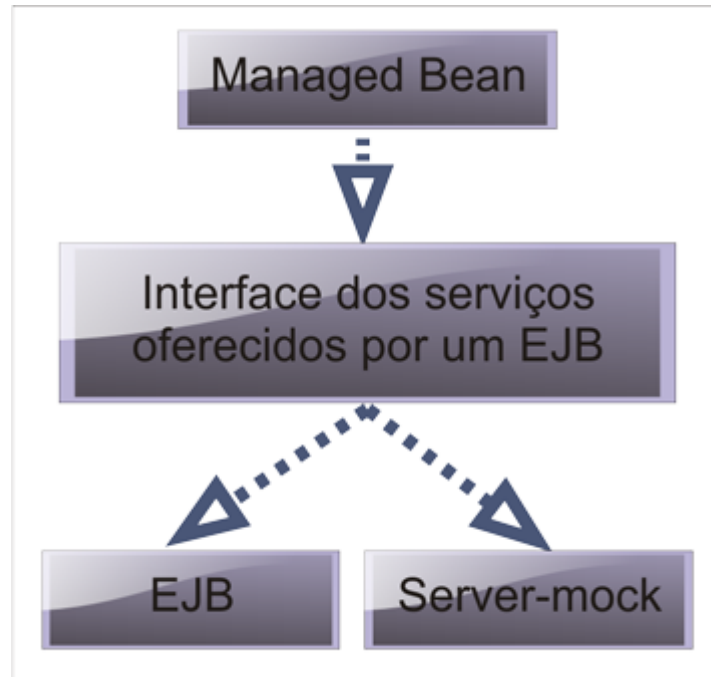 Managed Bean
Interface dos serviços
oferecidos por um EJB
EJB
Server-mock